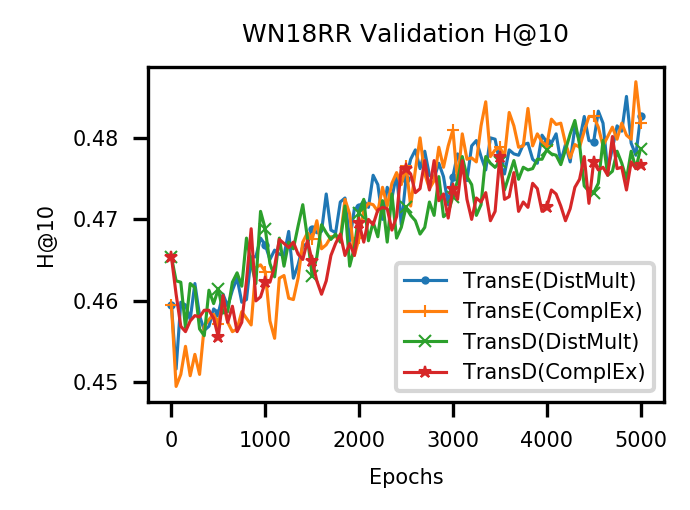 WN18RR Validation H@10
H@10
0.48
0.47
0.46
0.45
TransE(DistMult)
TransE(ComplEx)
TransD(DistMult)
TransD(ComplEx)
0 1000 2000 3000 4000 5000
Epochs